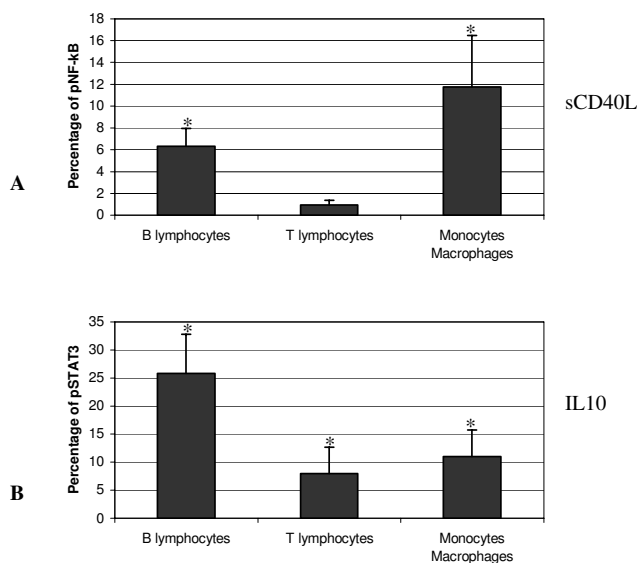 A
Percentage of pNF-kB
18
16
14
12
10
8
6
4
2
0
*
*
B lymphocytes
T lymphocytes
Monocytes
Macrophages
sCD40L
B
Percentage of pSTAT3
35
30
25
20
15
10
5
0
*
*
*
B lymphocytes
T lymphocytes
Monocytes
Macrophages
IL10